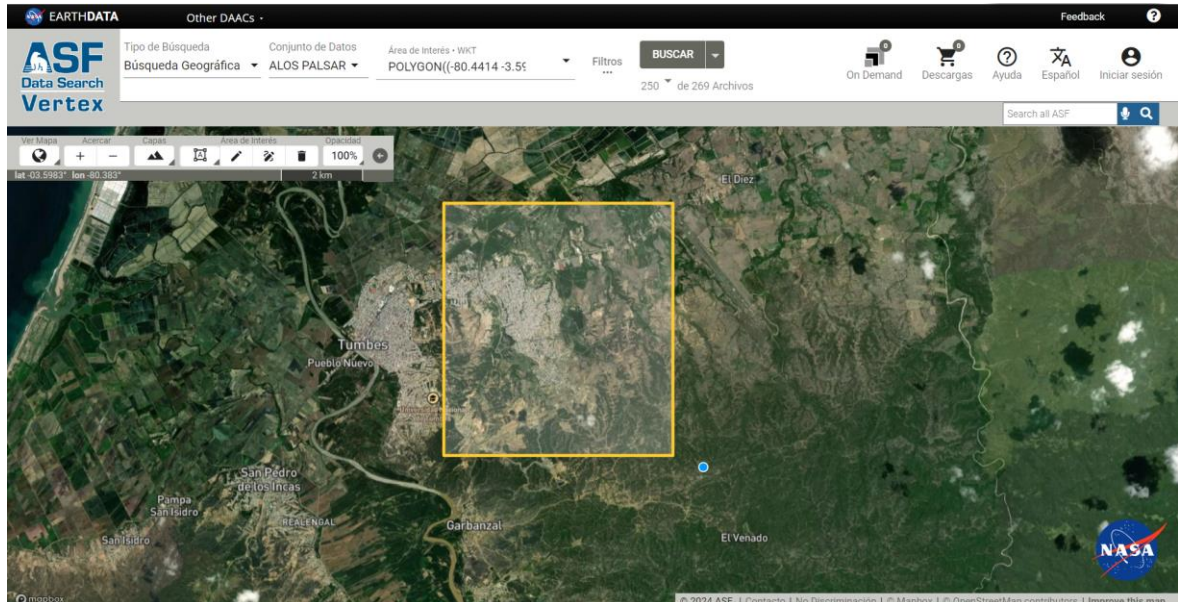 EARTHDATA
Other DAACs
Feedback
?
ASF
Data Search
Vertex
Tipo de Búsqueda
Búsqueda Geográfica
Conjunto de Datos
ALOS PALSAR
Área de Interés • WKT
POLYGON((-80.4414 -3.59
Filtros
...
BUSCAR
250 de 269 Archivos
0
On Demand
0
Descargas
?
Ayuda
Español
Iniciar sesión
Search all ASF
Ver Mapa
Acercar
Capas
Área de Interés
Opacidad
+
−
100%
lat -03.5983° lon -80.383°
2 km
El Diez
Tumbes
Pueblo Nuevo
San Pedro
de los Incas
Pampa
San Isidro
REALENGAL
San Isidro
Garbanzal
El Venado
NASA
mapbox
© 2024 ASF | Contacto | No Discriminación | © Mapbox | © OpenStreetMap contributors | Improve this map